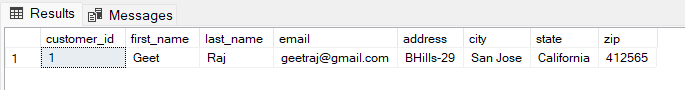 Results Messages
customer_id first_name last_name email address city state zip
1 1 Geet Raj geetraj@gmail.com BHills-29 San Jose California 412565